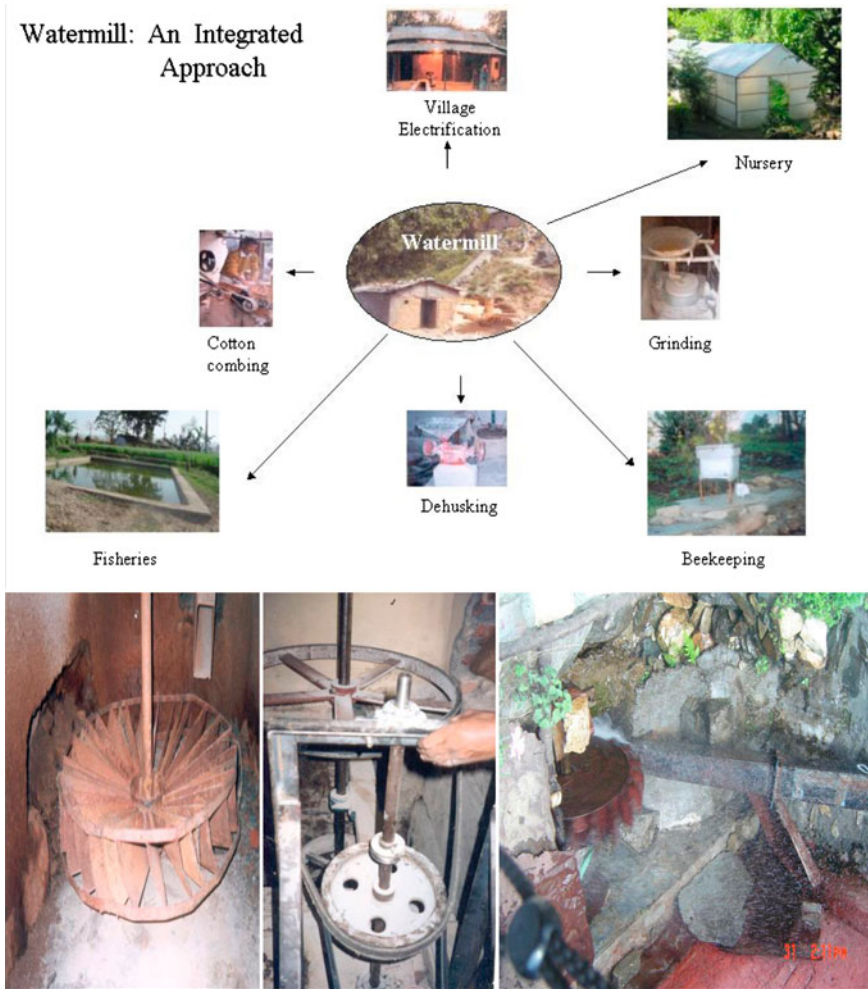 Watermill: An Integrated
Approach
Village
Electrification
Nursery
Watermill
Cotton
combing
Grinding
Fisheries
Dehusking
Beekeeping